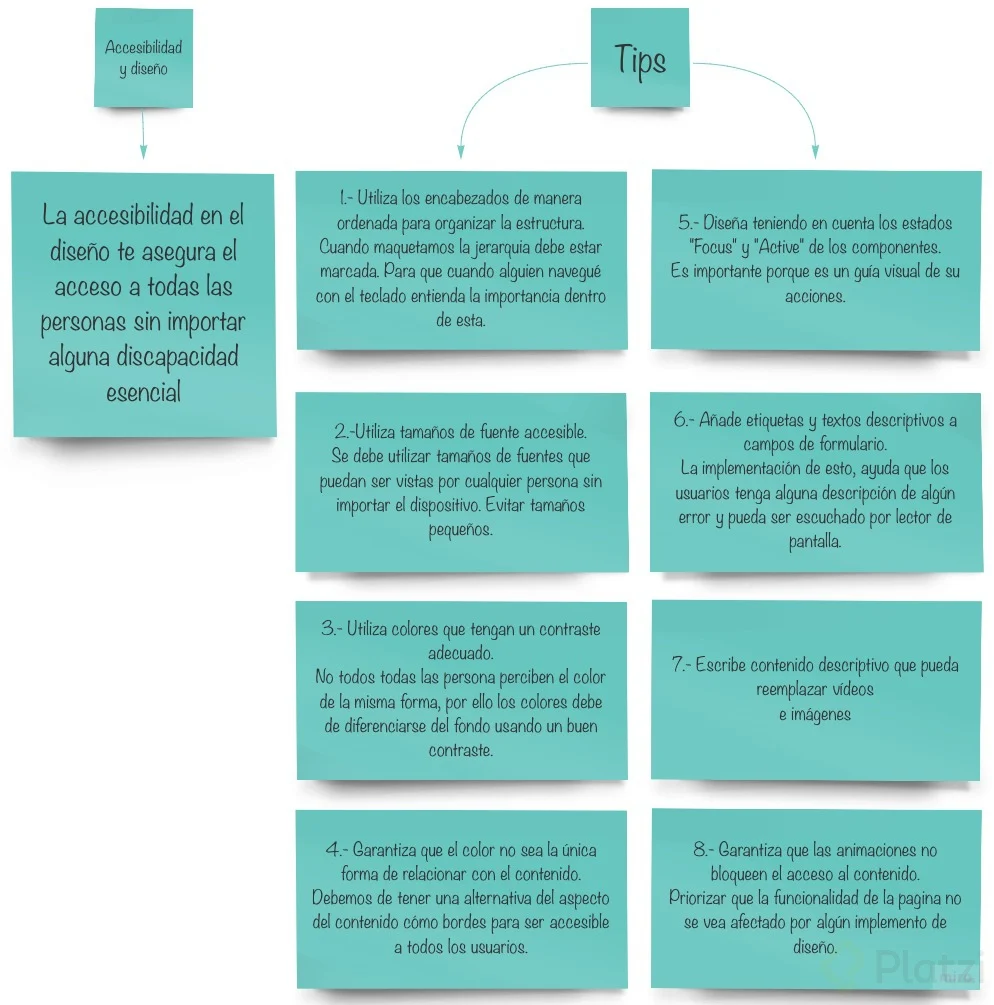 Accesibilidad
y diseño
La accesibilidad en el
diseño te asegura el
acceso a todas las
personas sin importar
alguna discapacidad
esencial
Tips
1.- Utiliza los encabezados de manera
ordenada para organizar la estructura.
Cuando maquetamos la jerarquia debe estar
marcada. Para que cuando alguien navegué
con el teclado entienda la importancia dentro
de esta.
2.-Utiliza tamaños de fuente accesible.
Se debe utilizar tamaños de fuentes que
puedan ser vistas por cualquier persona sin
importar el dispositivo. Evitar tamaños
pequeños.
3.- Utiliza colores que tengan un contraste
adecuado.
No todos todas las persona perciben el color
de la misma forma, por ello los colores debe
de diferenciarse del fondo usando un buen
contraste.
4.- Garantiza que el color no sea la única
forma de relacionar con el contenido.
Debemos de tener una alternativa del aspecto
del contenido cómo bordes para ser accesible
a todos los usuarios.
5.- Diseña teniendo en cuenta los estados
"Focus" y "Active" de los componentes.
Es importante porque es un guía visual de su
acciones.
6.- Añade etiquetas y textos descriptivos a
campos de formulario.
La implementación de esto, ayuda que los
usuarios tenga alguna descripción de algún
error y pueda ser escuchado por lector de
pantalla.
7.- Escribe contenido descriptivo que pueda
reemplazar vídeos
e imágenes
8.- Garantiza que las animaciones no
bloqueen el acceso al contenido.
Priorizar que la funcionalidad de la pagina no
se vea afectado por algún implemento de
diseño.
Platzi
miro